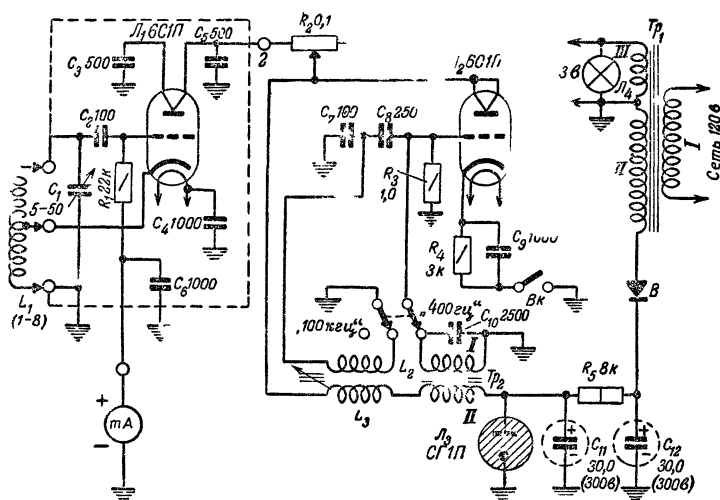 Л₁ 6С1П
C₃ 500
C₅ 500
R₂ 0,1
2
Л₂ 6С1П
Тр₁
III
3 в
Л₄
I
II
Сеть 120 в
C₂ 100
C₁
5-50
R₁ 22к
C₄ 1000
C₆ 1000
L₁
(1-8)
+
mA
-
C₇ 100
C₈ 250
R₃
1,0
R₄
3к
C₉ 1000
Вк
В
„100 кгц“
„400 гц“
C₁₀ 2500
I
L₂
Тр₂
L₃
II
R₅ 8к
Л₃
СГ1П
+
-
C₁₁
30,0
(300в)
+
-
C₁₂
30,0
(300в)